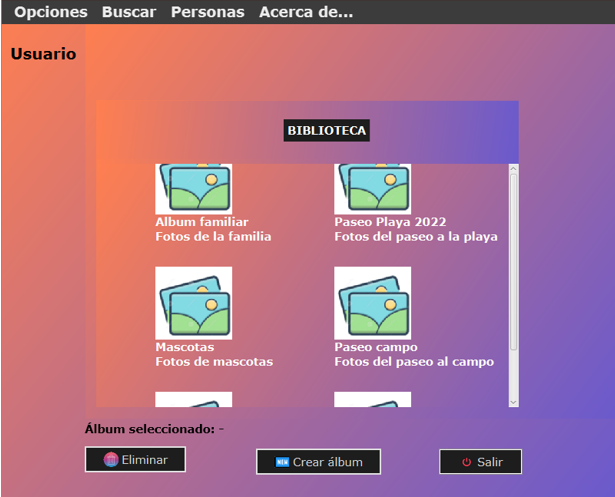 Opciones Buscar Personas Acerca de...
Usuario
BIBLIOTECA
Album familiar
Fotos de la familia
Paseo Playa 2022
Fotos del paseo a la playa
Mascotas
Fotos de mascotas
Paseo campo
Fotos del paseo al campo
Álbum seleccionado: -
Eliminar
NEW Crear álbum
Salir